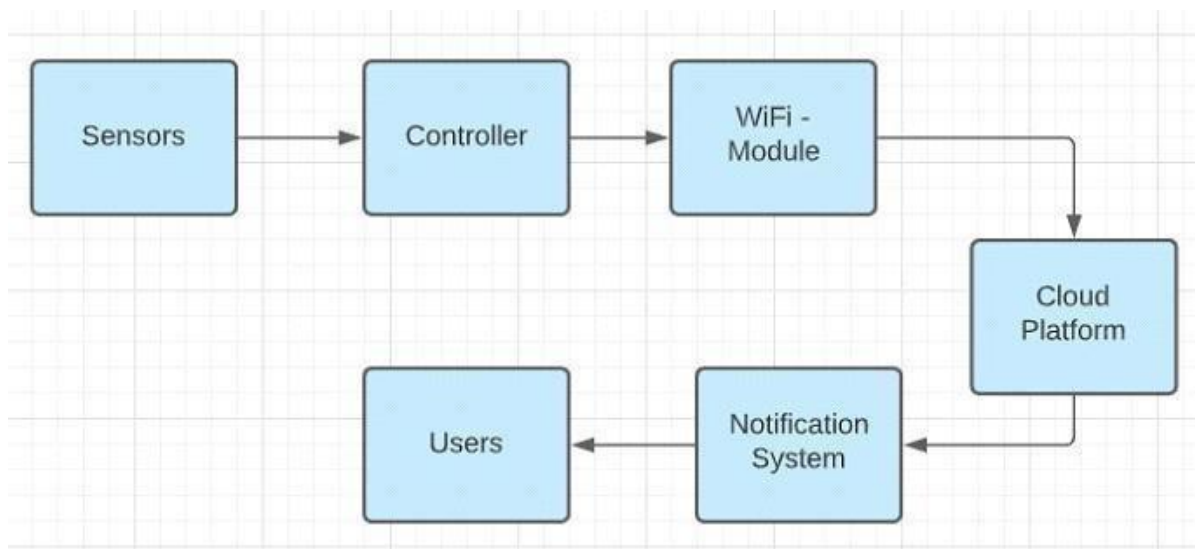 Sensors
Controller
WiFi -
Module
Cloud
Platform
Notification
System
Users